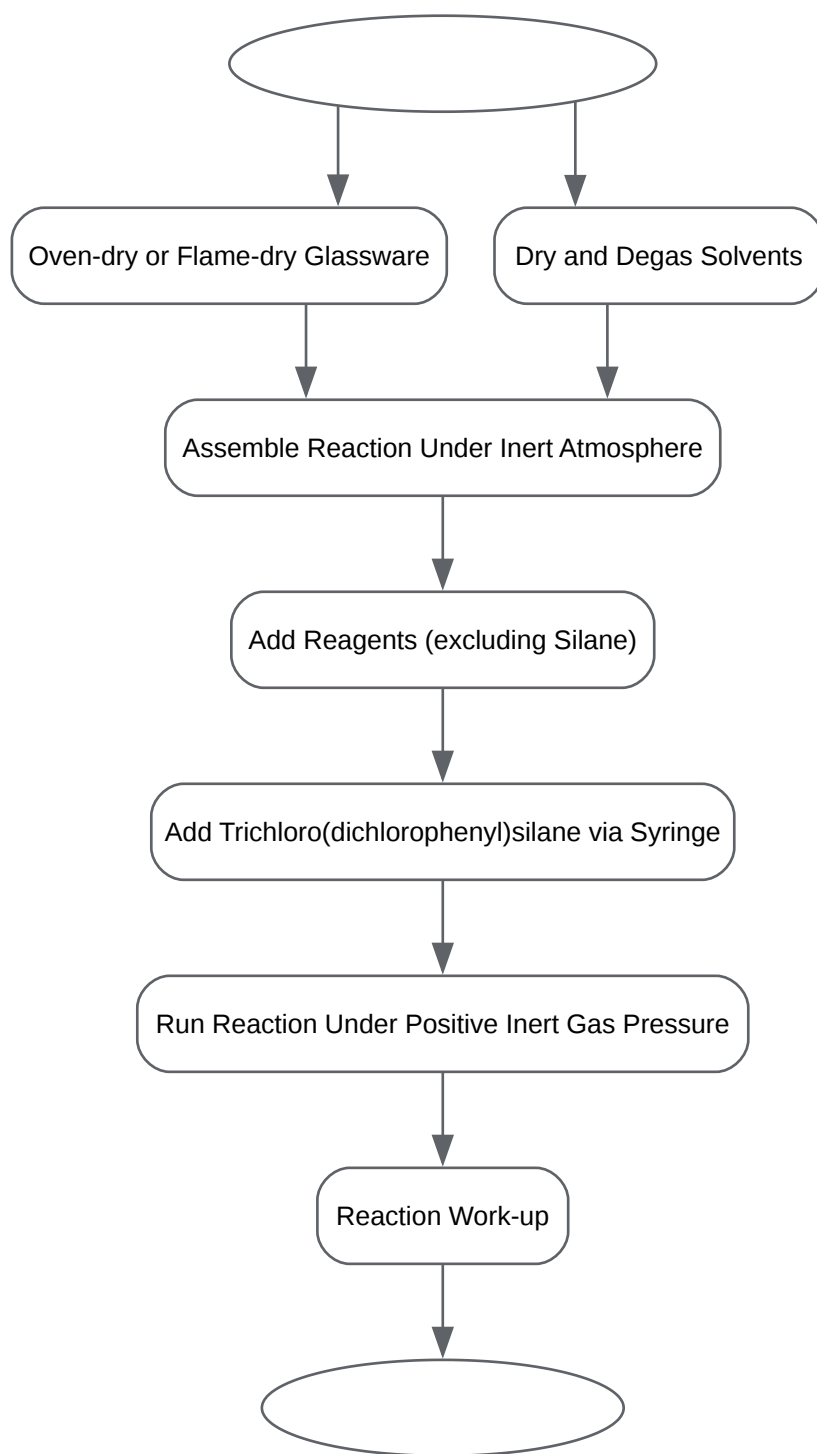 Oven-dry or Flame-dry Glassware
Dry and Degas Solvents
Assemble Reaction Under Inert Atmosphere
Add Reagents (excluding Silane)
Add Trichloro(dichlorophenyl)silane via Syringe
Run Reaction Under Positive Inert Gas Pressure
Reaction Work-up